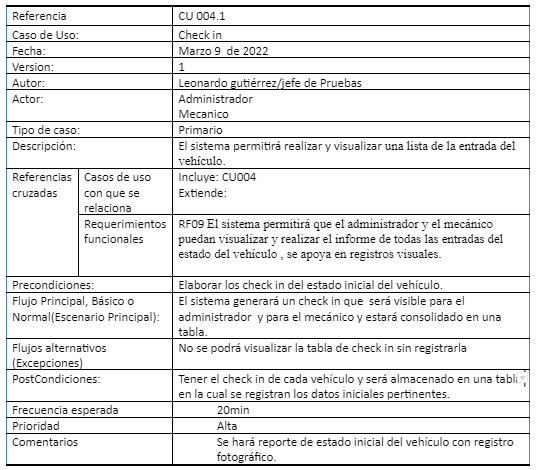 Referencia CU 004.1
Caso de Uso: Check in
Fecha: Marzo 9 de 2022
Version: 1
Autor: Leonardo gutiérrez/jefe de Pruebas
Actor: Administrador
Mecanico
Tipo de caso: Primario
Descripción: El sistema permitirá realizar y visualizar una lista de la entrada del
vehículo.
Referencias cruzadas
Casos de uso con que se relaciona
Incluye: CU004
Extiende:
Requerimientos funcionales
RF09 El sistema permitirá que el administrador y el mecánico
puedan visualizar y realizar el informe de todas las entradas del
estado del vehículo , se apoya en registros visuales.
Precondiciones: Elaborar los check in del estado inicial del vehículo.
Flujo Principal, Básico o
Normal(Escenario Principal):
El sistema generará un check in que será visible para el
administrador y para el mecánico y estará consolidado en una
tabla.
Flujos alternativos
(Excepciones)
No se podrá visualizar la tabla de check in sin registrarla
PostCondiciones: Tener el check in de cada vehículo y será almacenado en una tabla
en la cual se registran los datos iniciales pertinentes.
Frecuencia esperada 20min
Prioridad Alta
Comentarios Se hará reporte de estado inicial del vehículo con registro
fotográfico.